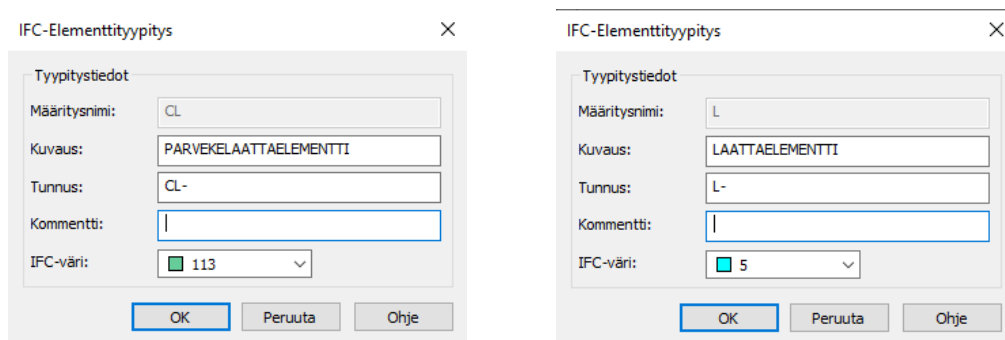 IFC-Elementtityypitys
Tyypitystiedot
Määritysnimi: CL
Kuvaus: PARVEKELAATTAELEMENTTI
Tunnus: CL-
Kommentti:
IFC-väri: 113
OK Peruuta Ohje
IFC-Elementtityypitys
Tyypitystiedot
Määritysnimi: L
Kuvaus: LAATTAELEMENTTI
Tunnus: L-
Kommentti:
IFC-väri: 5
OK Peruuta Ohje